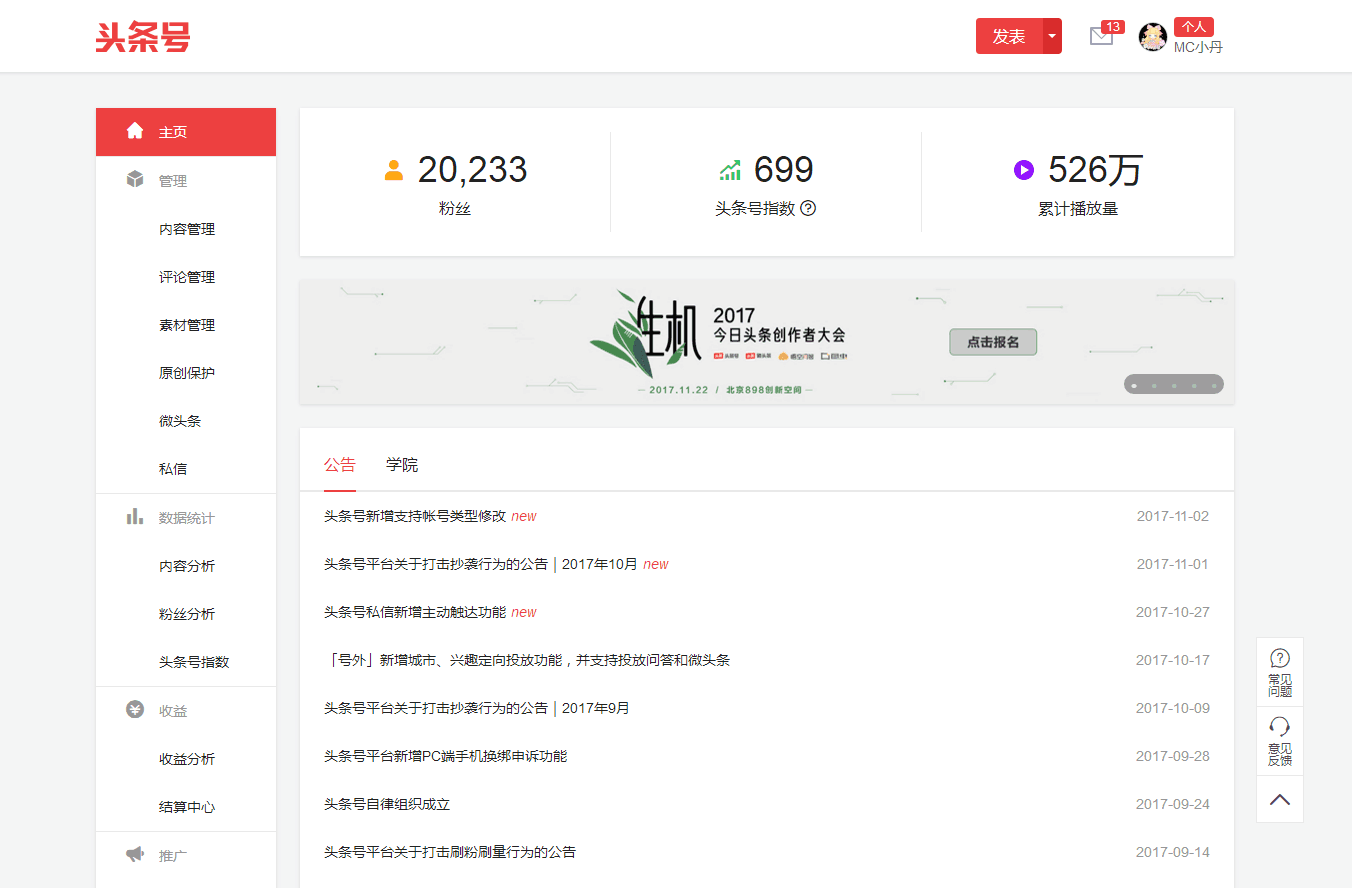 头条号
发表
13
个人
MC小丹
主页
管理
内容管理
评论管理
素材管理
原创保护
微头条
私信
数据统计
内容分析
粉丝分析
头条号指数
收益
收益分析
结算中心
推广
20,233
粉丝
699
头条号指数
526万
累计播放量
生机
2017
今日头条创作者大会
2017.11.22 / 北京898创新空间
点击报名
公告 学院
头条号新增支持帐号类型修改 new 2017-11-02
头条号平台关于打击抄袭行为的公告 | 2017年10月 new 2017-11-01
头条号私信新增主动触达功能 new 2017-10-27
「号外」新增城市、兴趣定向投放功能，并支持投放问答和微头条 2017-10-17
头条号平台关于打击抄袭行为的公告 | 2017年9月 2017-10-09
头条号平台新增PC端手机换绑申诉功能 2017-09-28
头条号自律组织成立 2017-09-24
头条号平台关于打击刷粉刷量行为的公告 2017-09-14
常见
问题
意见
反馈